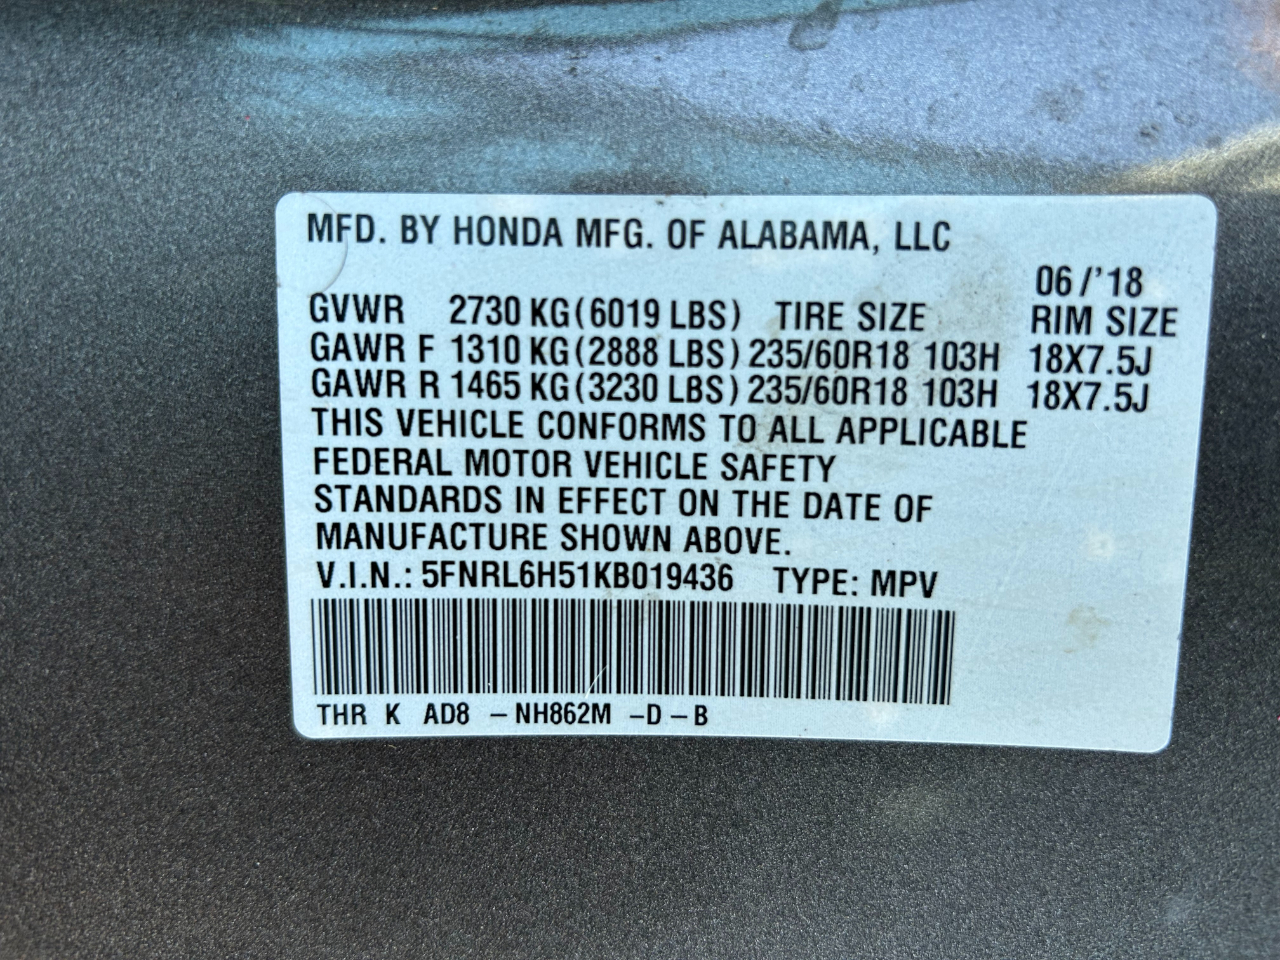 MFD. BY HONDA MFG. OF ALABAMA, LLC
06/'18
GVWR 2730 KG(6019 LBS) TIRE SIZE RIM SIZE
GAWR F 1310 KG(2888 LBS) 235/60R18 103H 18X7.5J
GAWR R 1465 KG(3230 LBS) 235/60R18 103H 18X7.5J
THIS VEHICLE CONFORMS TO ALL APPLICABLE
FEDERAL MOTOR VEHICLE SAFETY
STANDARDS IN EFFECT ON THE DATE OF
MANUFACTURE SHOWN ABOVE.
V.I.N.: 5FNRL6H51KB019436 TYPE: MPV
THR K AD8 – NH862M –D – B